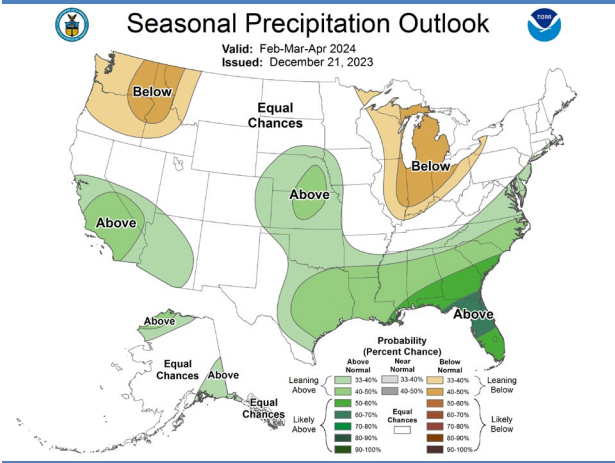 Seasonal Precipitation Outlook
NOAA
Valid: Feb-Mar-Apr 2024
Issued: December 21, 2023
Below
Equal
Chances
Below
Above
Above
Above
Above
Equal
Chances
Above
Equal
Chances
Probability
(Percent Chance)
Above
Normal
Near
Normal
Below
Normal
Leaning
Above
33-40%
40-50%
33-40%
40-50%
33-40%
40-50%
Leaning
Below
Likely
Above
50-60%
60-70%
70-80%
80-90%
90-100%
Equal
Chances
50-60%
60-70%
70-80%
80-90%
90-100%
Likely
Below